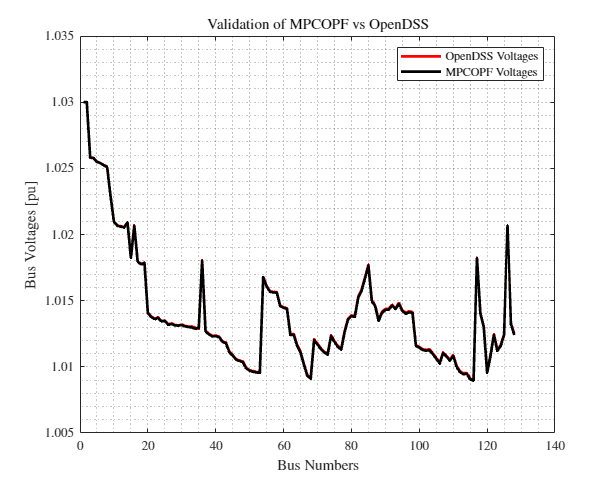 Validation of MPCOPF vs OpenDSS
OpenDSS Voltages
MPCOPF Voltages
Bus Voltages [pu]
1.035
1.03
1.025
1.02
1.015
1.01
1.005
0 20 40 60 80 100 120 140
Bus Numbers